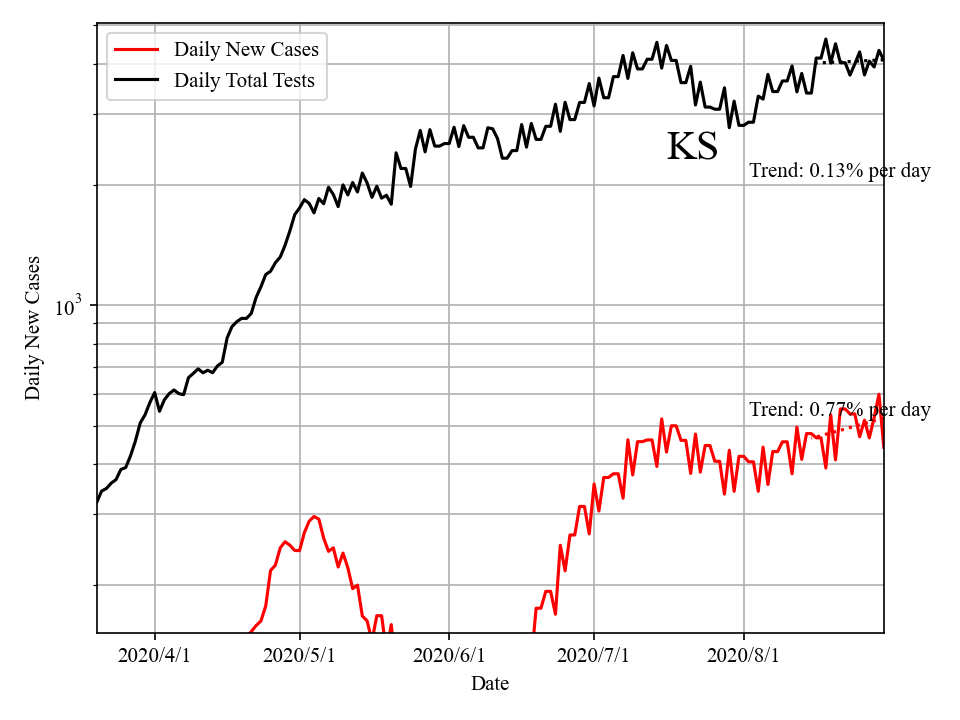 Daily New Cases
Daily Total Tests
KS
Trend: 0.13% per day
Daily New Cases
10³
Trend: 0.77% per day
2020/4/1 2020/5/1 2020/6/1 2020/7/1 2020/8/1
Date